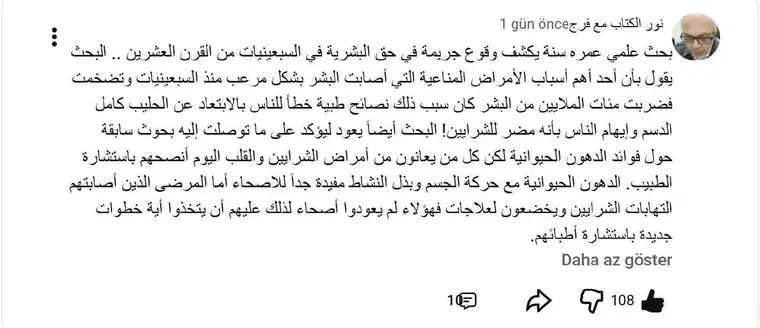 نور الكتاب مع فرج1 gün önce
بحث علمي عمره سنة يكشف وقوع جريمة في حق البشرية في السبعينيات من القرن العشرين .. البحث
يقول بأن أحد أهم أسباب الأمراض المناعية التي أصابت البشر بشكل مرعب منذ السبعينيات وتضخمت
فضربت مئات الملايين من البشر كان سبب ذلك نصائح طبية خطأ للناس بالابتعاد عن الحليب كامل
الدسم وإيهام الناس بأنه مضر للشرايين! البحث أيضاً يعود ليؤكد على ما توصلت إليه بحوث سابقة
حول فوائد الدهون الحيوانية لكن كل من يعانون من أمراض الشرايين والقلب اليوم أنصحهم باستشارة
الطبيب. الدهون الحيوانية مع حركة الجسم وبذل النشاط مفيدة جداً للاصحاء أما المرضى الذين أصابتهم
التهابات الشرايين ويخضعون لعلاجات فهؤلاء لم يعودوا أصحاء لذلك عليهم أن يتخذوا أية خطوات
جديدة باستشارة أطبائهم.
Daha az göster
108
10